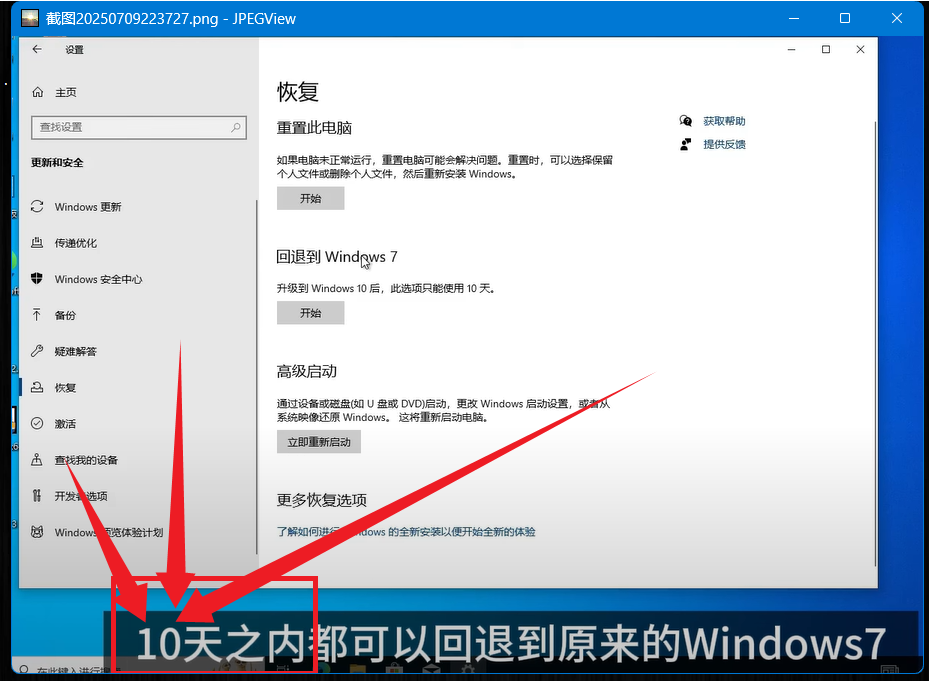 截图20250709223727.png - JPEGView
设置
主页
查找设置
更新和安全
Windows 更新
传递优化
Windows 安全中心
备份
疑难解答
恢复
激活
查找我的设备
开发者选项
Windows 预览体验计划
恢复
重置此电脑
如果电脑未正常运行，重置电脑可能会解决问题。重置时，可以选择保留
个人文件或删除个人文件，然后重新安装 Windows。
开始
回退到 Windows 7
升级到 Windows 10 后，此选项只能使用 10 天。
开始
高级启动
通过设备或磁盘(如 U 盘或 DVD)启动，更改 Windows 启动设置，或者从
系统映像还原 Windows。 这将重新启动电脑。
立即重新启动
更多恢复选项
了解如何进行 Windows 的全新安装以便开始全新的体验
获取帮助
提供反馈
10天之内都可以回退到原来的Windows7
在此键入进行搜